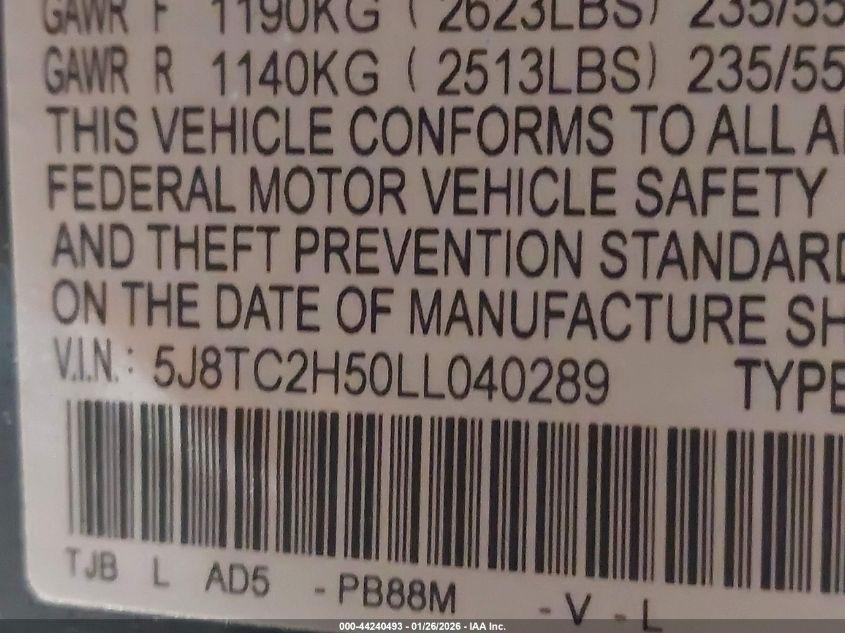 GAWR F 1190KG ( 2623LBS) 235/55
GAWR R 1140KG ( 2513LBS) 235/55
THIS VEHICLE CONFORMS TO ALL A
FEDERAL MOTOR VEHICLE SAFETY
AND THEFT PREVENTION STANDARD
ON THE DATE OF MANUFACTURE SH
V.I.N.: 5J8TC2H50LL040289 TYPE
TJB L AD5 - PB88M - V - L
000-44240493 - 01/26/2026 - IAA Inc.